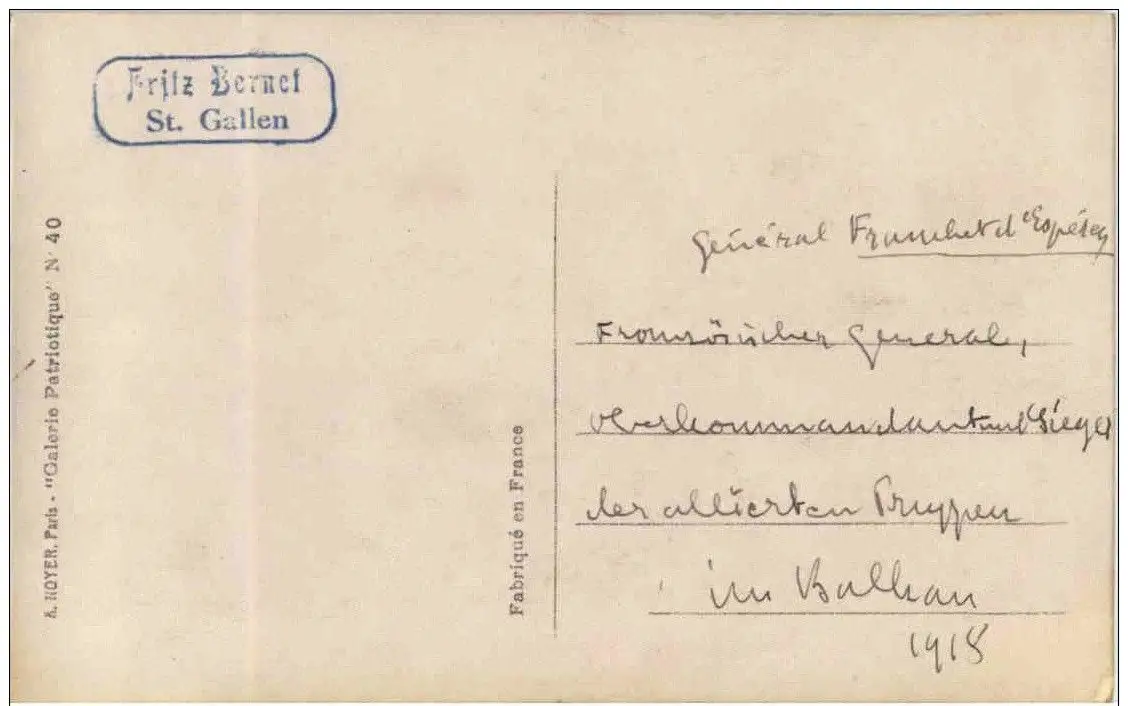 Fritz Bernet
St. Gallen
A. NOYER, Paris - "Galerie Patriotique" N° 40
Fabriqué en France
Général Franchet d'Espérey
Französischer General,
Oberkommandant und Sieger
der alliierten Truppen
im Balkan
1918